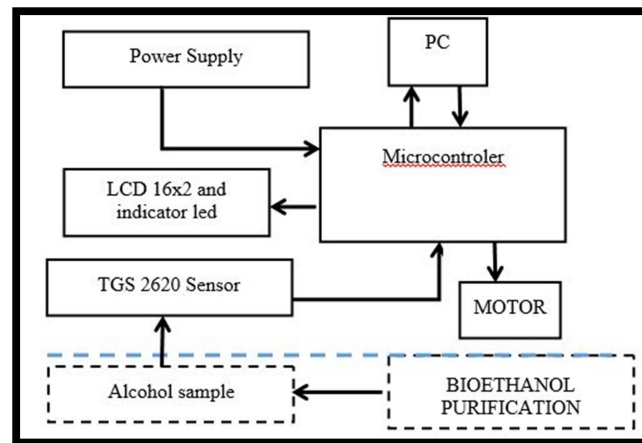 Power Supply
PC
Microcontroler
LCD 16x2 and
indicator led
TGS 2620 Sensor
MOTOR
Alcohol sample
BIOETHANOL
PURIFICATION